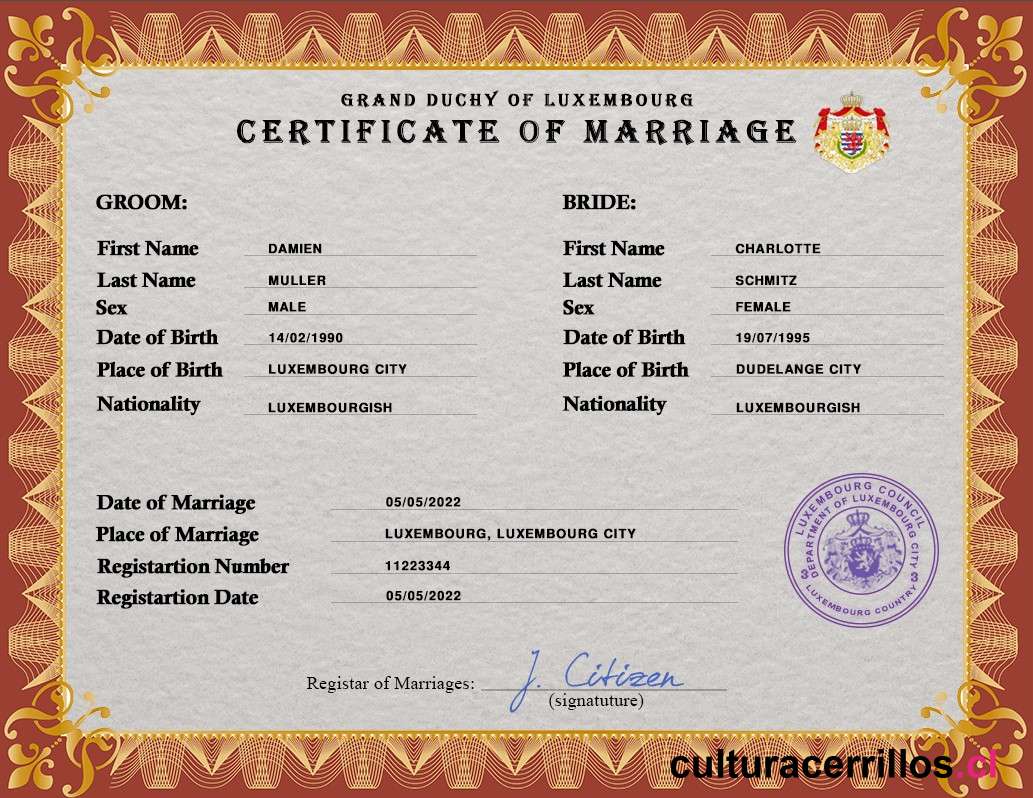 GRAND DUCHY OF LUXEMBOURG
CERTIFICATE OF MARRIAGE
GROOM:
First Name DAMIEN
Last Name MULLER
Sex MALE
Date of Birth 14/02/1990
Place of Birth LUXEMBOURG CITY
Nationality LUXEMBOURGISH
BRIDE:
First Name CHARLOTTE
Last Name SCHMITZ
Sex FEMALE
Date of Birth 19/07/1995
Place of Birth DUDELANGE CITY
Nationality LUXEMBOURGISH
Date of Marriage 05/05/2022
Place of Marriage LUXEMBOURG, LUXEMBOURG CITY
Registartion Number 11223344
Registartion Date 05/05/2022
LUXEMBOURG COUNCIL
DEPARTMENT OF LUXEMBOURG CITY
3 3
LUXEMBOURG COUNTRY
Registar of Marriages: J. Citizen
(signatuture)
culturacerrillos.cl